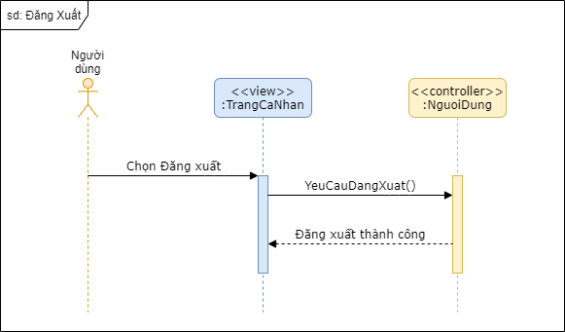 sd: Đăng Xuất
Người
dùng
<<view>>
:TrangCaNhan
<<controller>>
:NguoiDung
Chọn Đăng xuất
YeuCauDangXuat()
Đăng xuất thành công